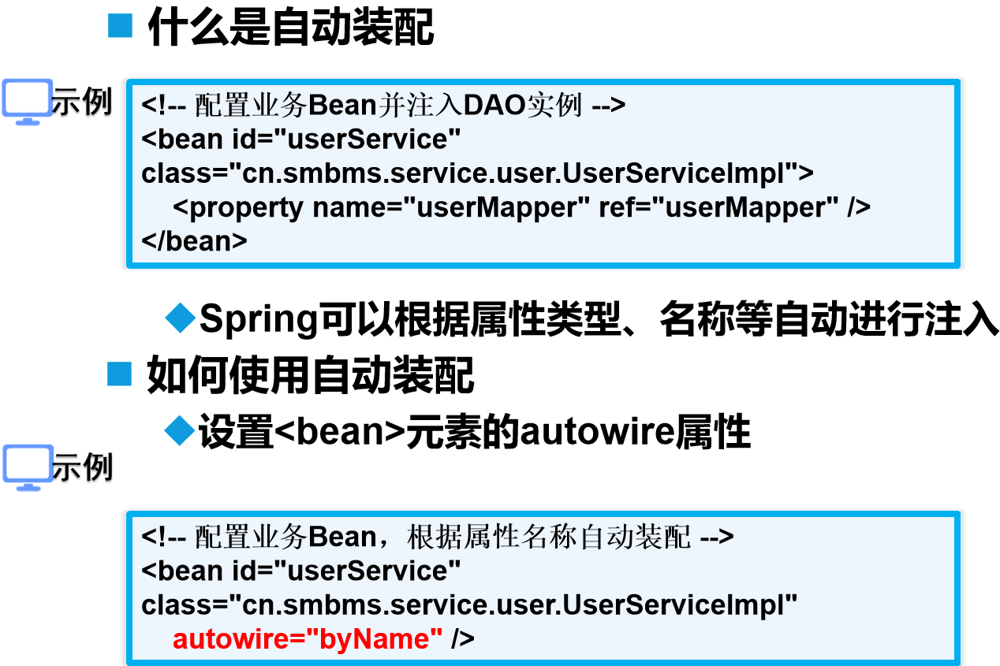 什么是自动装配
示例
<!-- 配置业务Bean并注入DAO实例 -->
<bean id="userService"
class="cn.smbms.service.user.UserServiceImpl">
<property name="userMapper" ref="userMapper" />
</bean>
Spring可以根据属性类型、名称等自动进行注入
如何使用自动装配
设置<bean>元素的autowire属性
示例
<!-- 配置业务Bean，根据属性名称自动装配 -->
<bean id="userService"
class="cn.smbms.service.user.UserServiceImpl"
autowire="byName" />